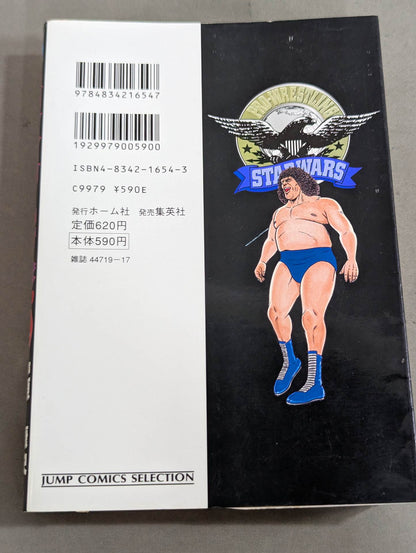 9784834216547
1929979005900
ISBN4-8342-1654-3
C9979 ¥590E
発行ホーム社 発売集英社
定価620円
本体590円
雑誌 44719-17
JUMP COMICS SELECTION
PRO-WRESTLING
STARWARS